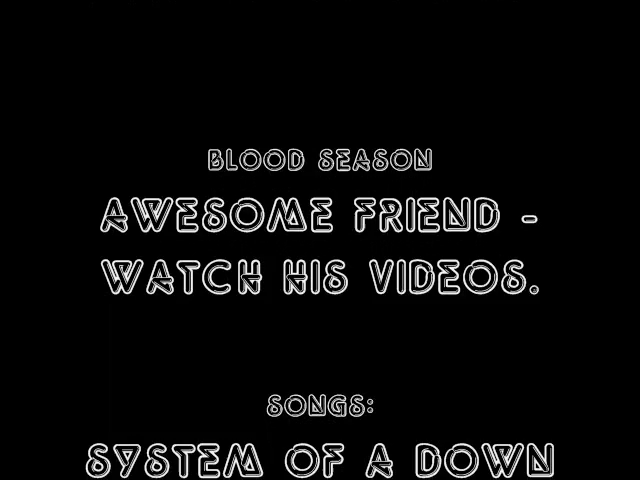 BLOOD SEASON
AWESOME FRIEND -
WATCH HIS VIDEOS.
SONGS:
SYSTEM OF A DOWN